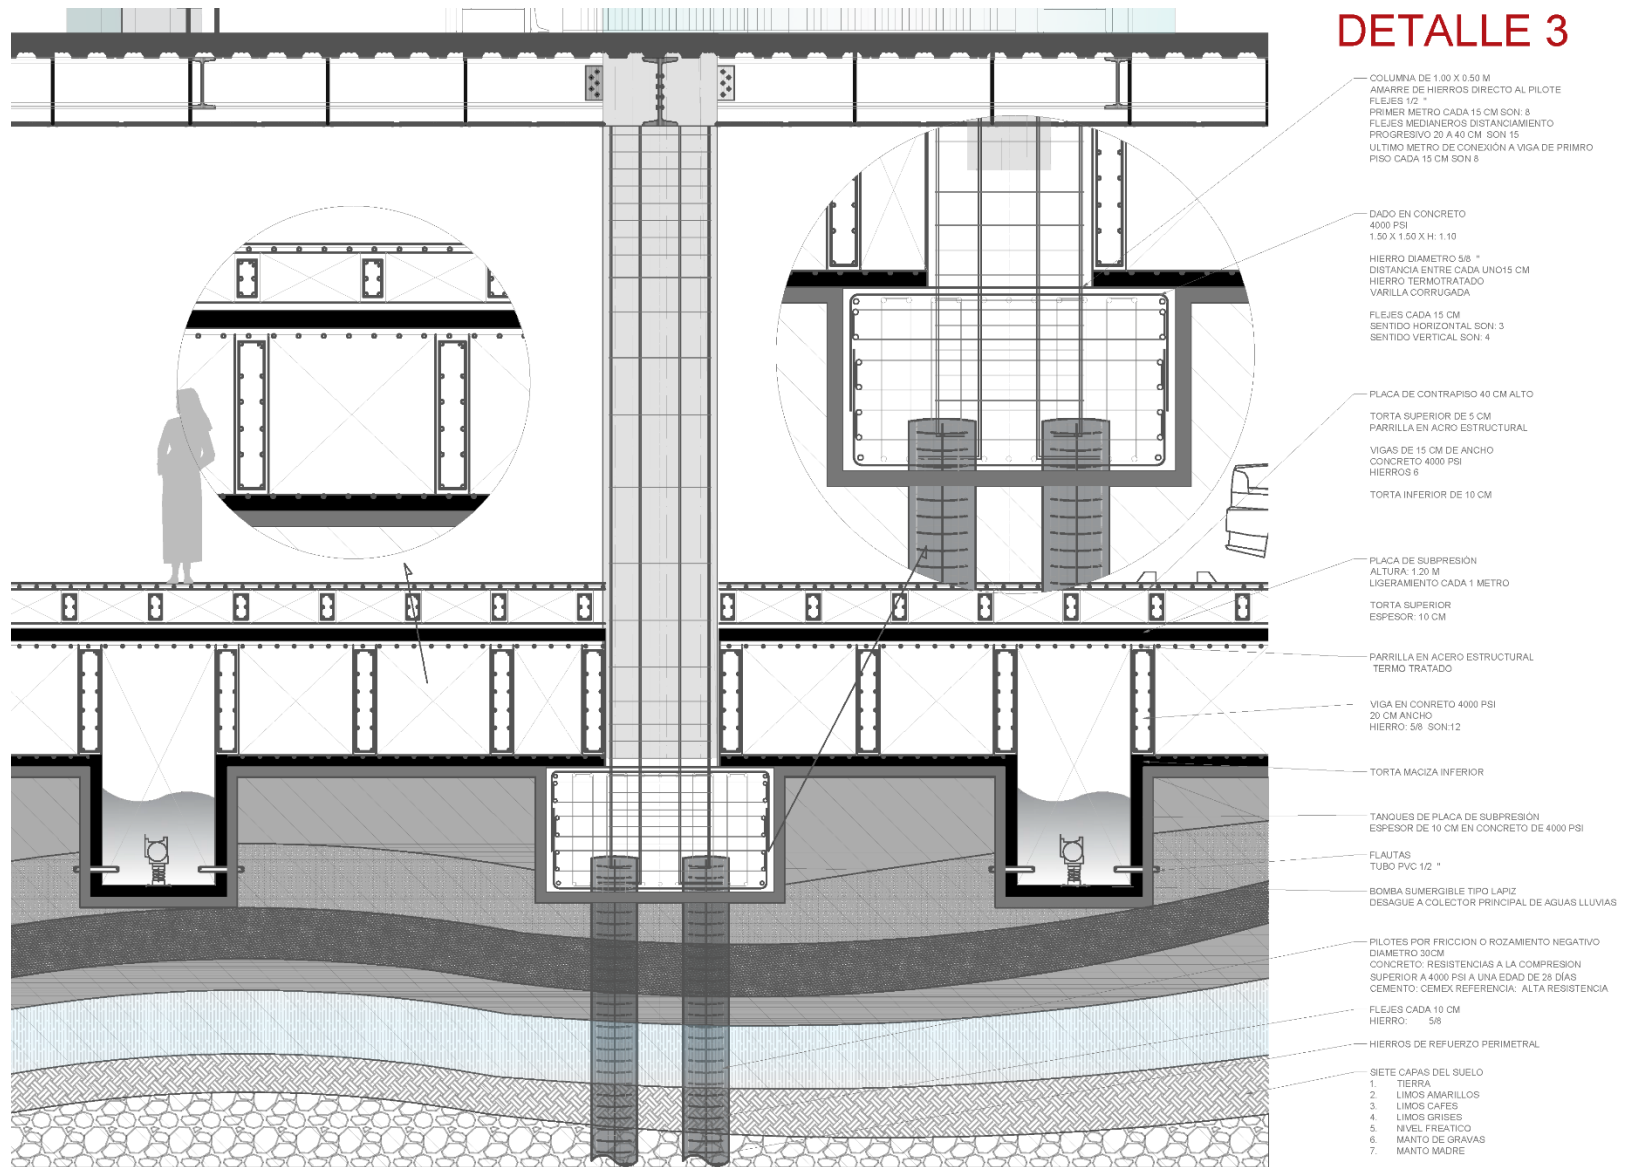 DETALLE 3
COLUMNA DE 1.00 X 0.50 M
AMARRE DE HIERROS DIRECTO AL PILOTE
FLEJES 1/2 "
PRIMER METRO CADA 15 CM SON: 8
FLEJES MEDIANEROS DISTANCIAMIENTO
PROGRESIVO 20 A 40 CM SON 15
ULTIMO METRO DE CONEXIÓN A VIGA DE PRIMRO
PISO CADA 15 CM SON 8
DADO EN CONCRETO
4000 PSI
1.50 X 1.50 X H: 1.10
HIERRO DIAMETRO 5/8 "
DISTANCIA ENTRE CADA UNO15 CM
HIERRO TERMOTRATADO
VARILLA CORRUGADA
FLEJES CADA 15 CM
SENTIDO HORIZONTAL SON: 3
SENTIDO VERTICAL SON: 4
PLACA DE CONTRAPISO 40 CM ALTO
TORTA SUPERIOR DE 5 CM
PARRILLA EN ACRO ESTRUCTURAL
VIGAS DE 15 CM DE ANCHO
CONCRETO 4000 PSI
HIERROS 6
TORTA INFERIOR DE 10 CM
PLACA DE SUBPRESIÓN
ALTURA: 1.20 M
LIGERAMIENTO CADA 1 METRO
TORTA SUPERIOR
ESPESOR: 10 CM
PARRILLA EN ACERO ESTRUCTURAL
TERMO TRATADO
VIGA EN CONRETO 4000 PSI
20 CM ANCHO
HIERRO: 5/8 SON:12
TORTA MACIZA INFERIOR
TANQUES DE PLACA DE SUBPRESIÓN
ESPESOR DE 10 CM EN CONCRETO DE 4000 PSI
FLAUTAS
TUBO PVC 1/2 "
BOMBA SUMERGIBLE TIPO LAPIZ
DESAGUE A COLECTOR PRINCIPAL DE AGUAS LLUVIAS
PILOTES POR FRICCION O ROZAMIENTO NEGATIVO
DIAMETRO 30CM
CONCRETO: RESISTENCIAS A LA COMPRESION
SUPERIOR A 4000 PSI A UNA EDAD DE 28 DÍAS
CEMENTO: CEMEX REFERENCIA: ALTA RESISTENCIA
FLEJES CADA 10 CM
HIERRO: 5/8
HIERROS DE REFUERZO PERIMETRAL
SIETE CAPAS DEL SUELO
1. TIERRA
2. LIMOS AMARILLOS
3. LIMOS CAFES
4. LIMOS GRISES
5. NIVEL FREATICO
6. MANTO DE GRAVAS
7. MANTO MADRE